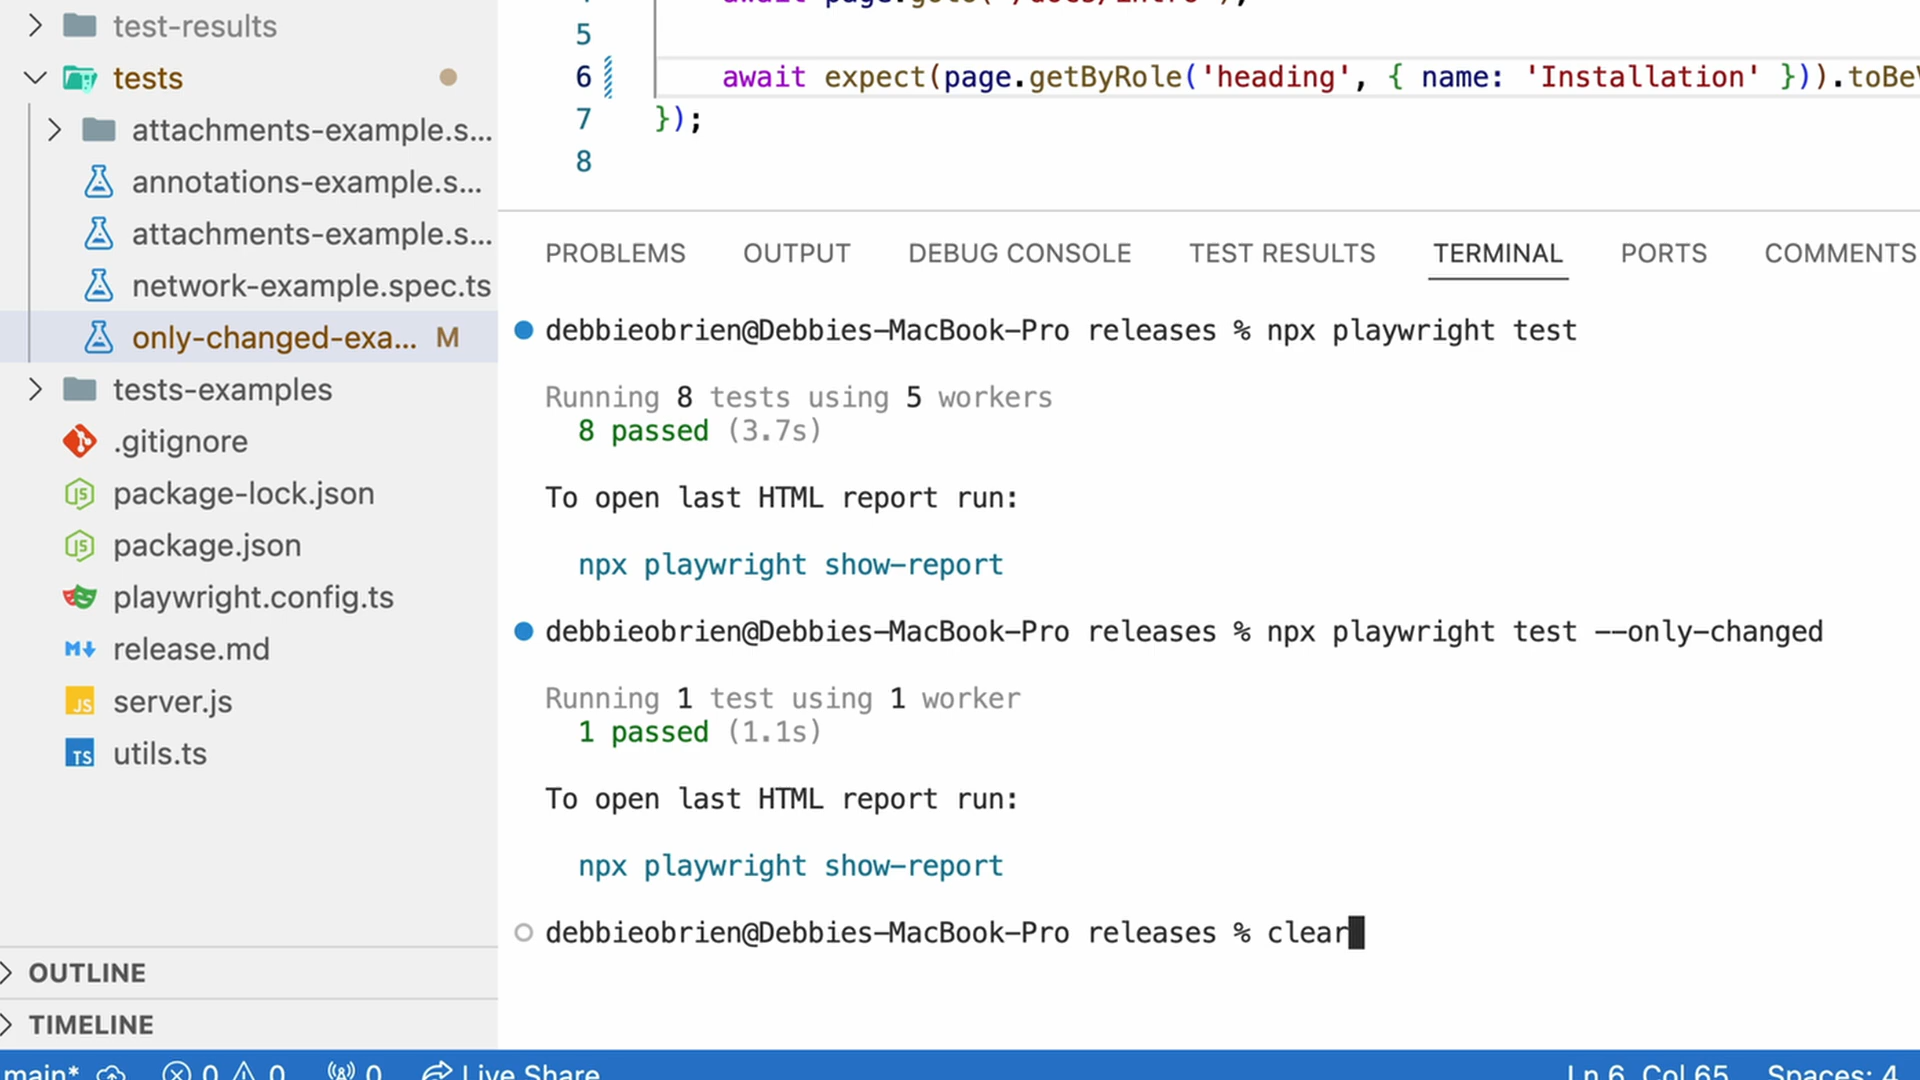 test-results
tests
attachments-example.s...
annotations-example.s...
attachments-example.s...
network-example.spec.ts
only-changed-exa... M
tests-examples
.gitignore
package-lock.json
package.json
playwright.config.ts
release.md
server.js
utils.ts
OUTLINE
TIMELINE
5
6 await expect(page.getByRole('heading', { name: 'Installation' })).toBeV
7 });
8
PROBLEMS OUTPUT DEBUG CONSOLE TEST RESULTS TERMINAL PORTS COMMENTS
debbieobrien@Debbies-MacBook-Pro releases % npx playwright test
Running 8 tests using 5 workers
8 passed (3.7s)
To open last HTML report run:
npx playwright show-report
debbieobrien@Debbies-MacBook-Pro releases % npx playwright test --only-changed
Running 1 test using 1 worker
1 passed (1.1s)
To open last HTML report run:
npx playwright show-report
debbieobrien@Debbies-MacBook-Pro releases % clear
main* 0 0 0 Live Share Ln 6, Col 65 Spaces: 4